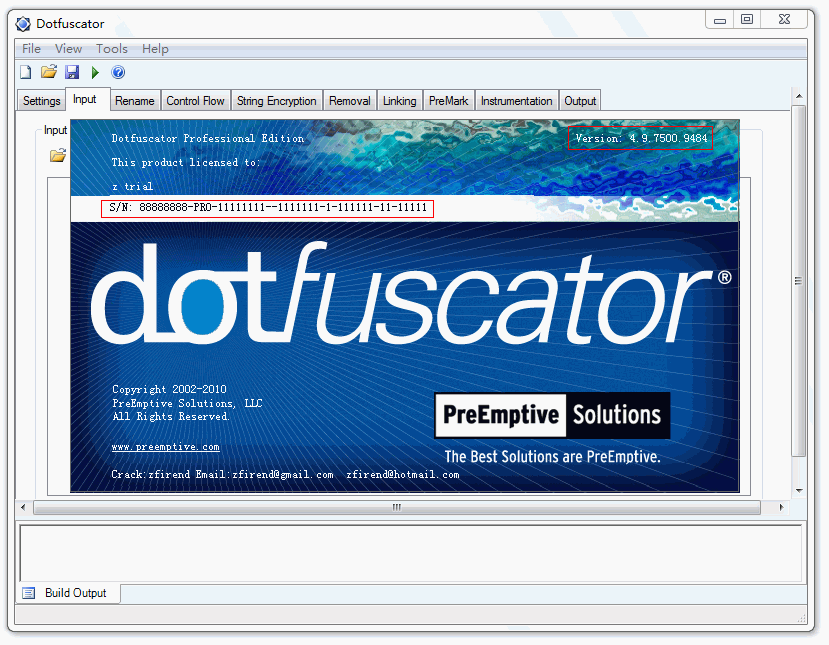 Dotfuscator
File View Tools Help
Settings Input Rename Control Flow String Encryption Removal Linking PreMark Instrumentation Output
Input
Dotfuscator Professional Edition
Version: 4.9.7500.9484
This product licensed to:
z trial
S/N: 88888888-PRO-11111111--1111111-1-111111-11-11111
dotfuscator®
Copyright 2002-2010
PreEmptive Solutions, LLC
All Rights Reserved.
PreEmptive Solutions
www.preemptive.com
The Best Solutions are PreEmptive.
Crack:zfirend Email:zfirend@gmail.com zfirend@hotmail.com
Build Output